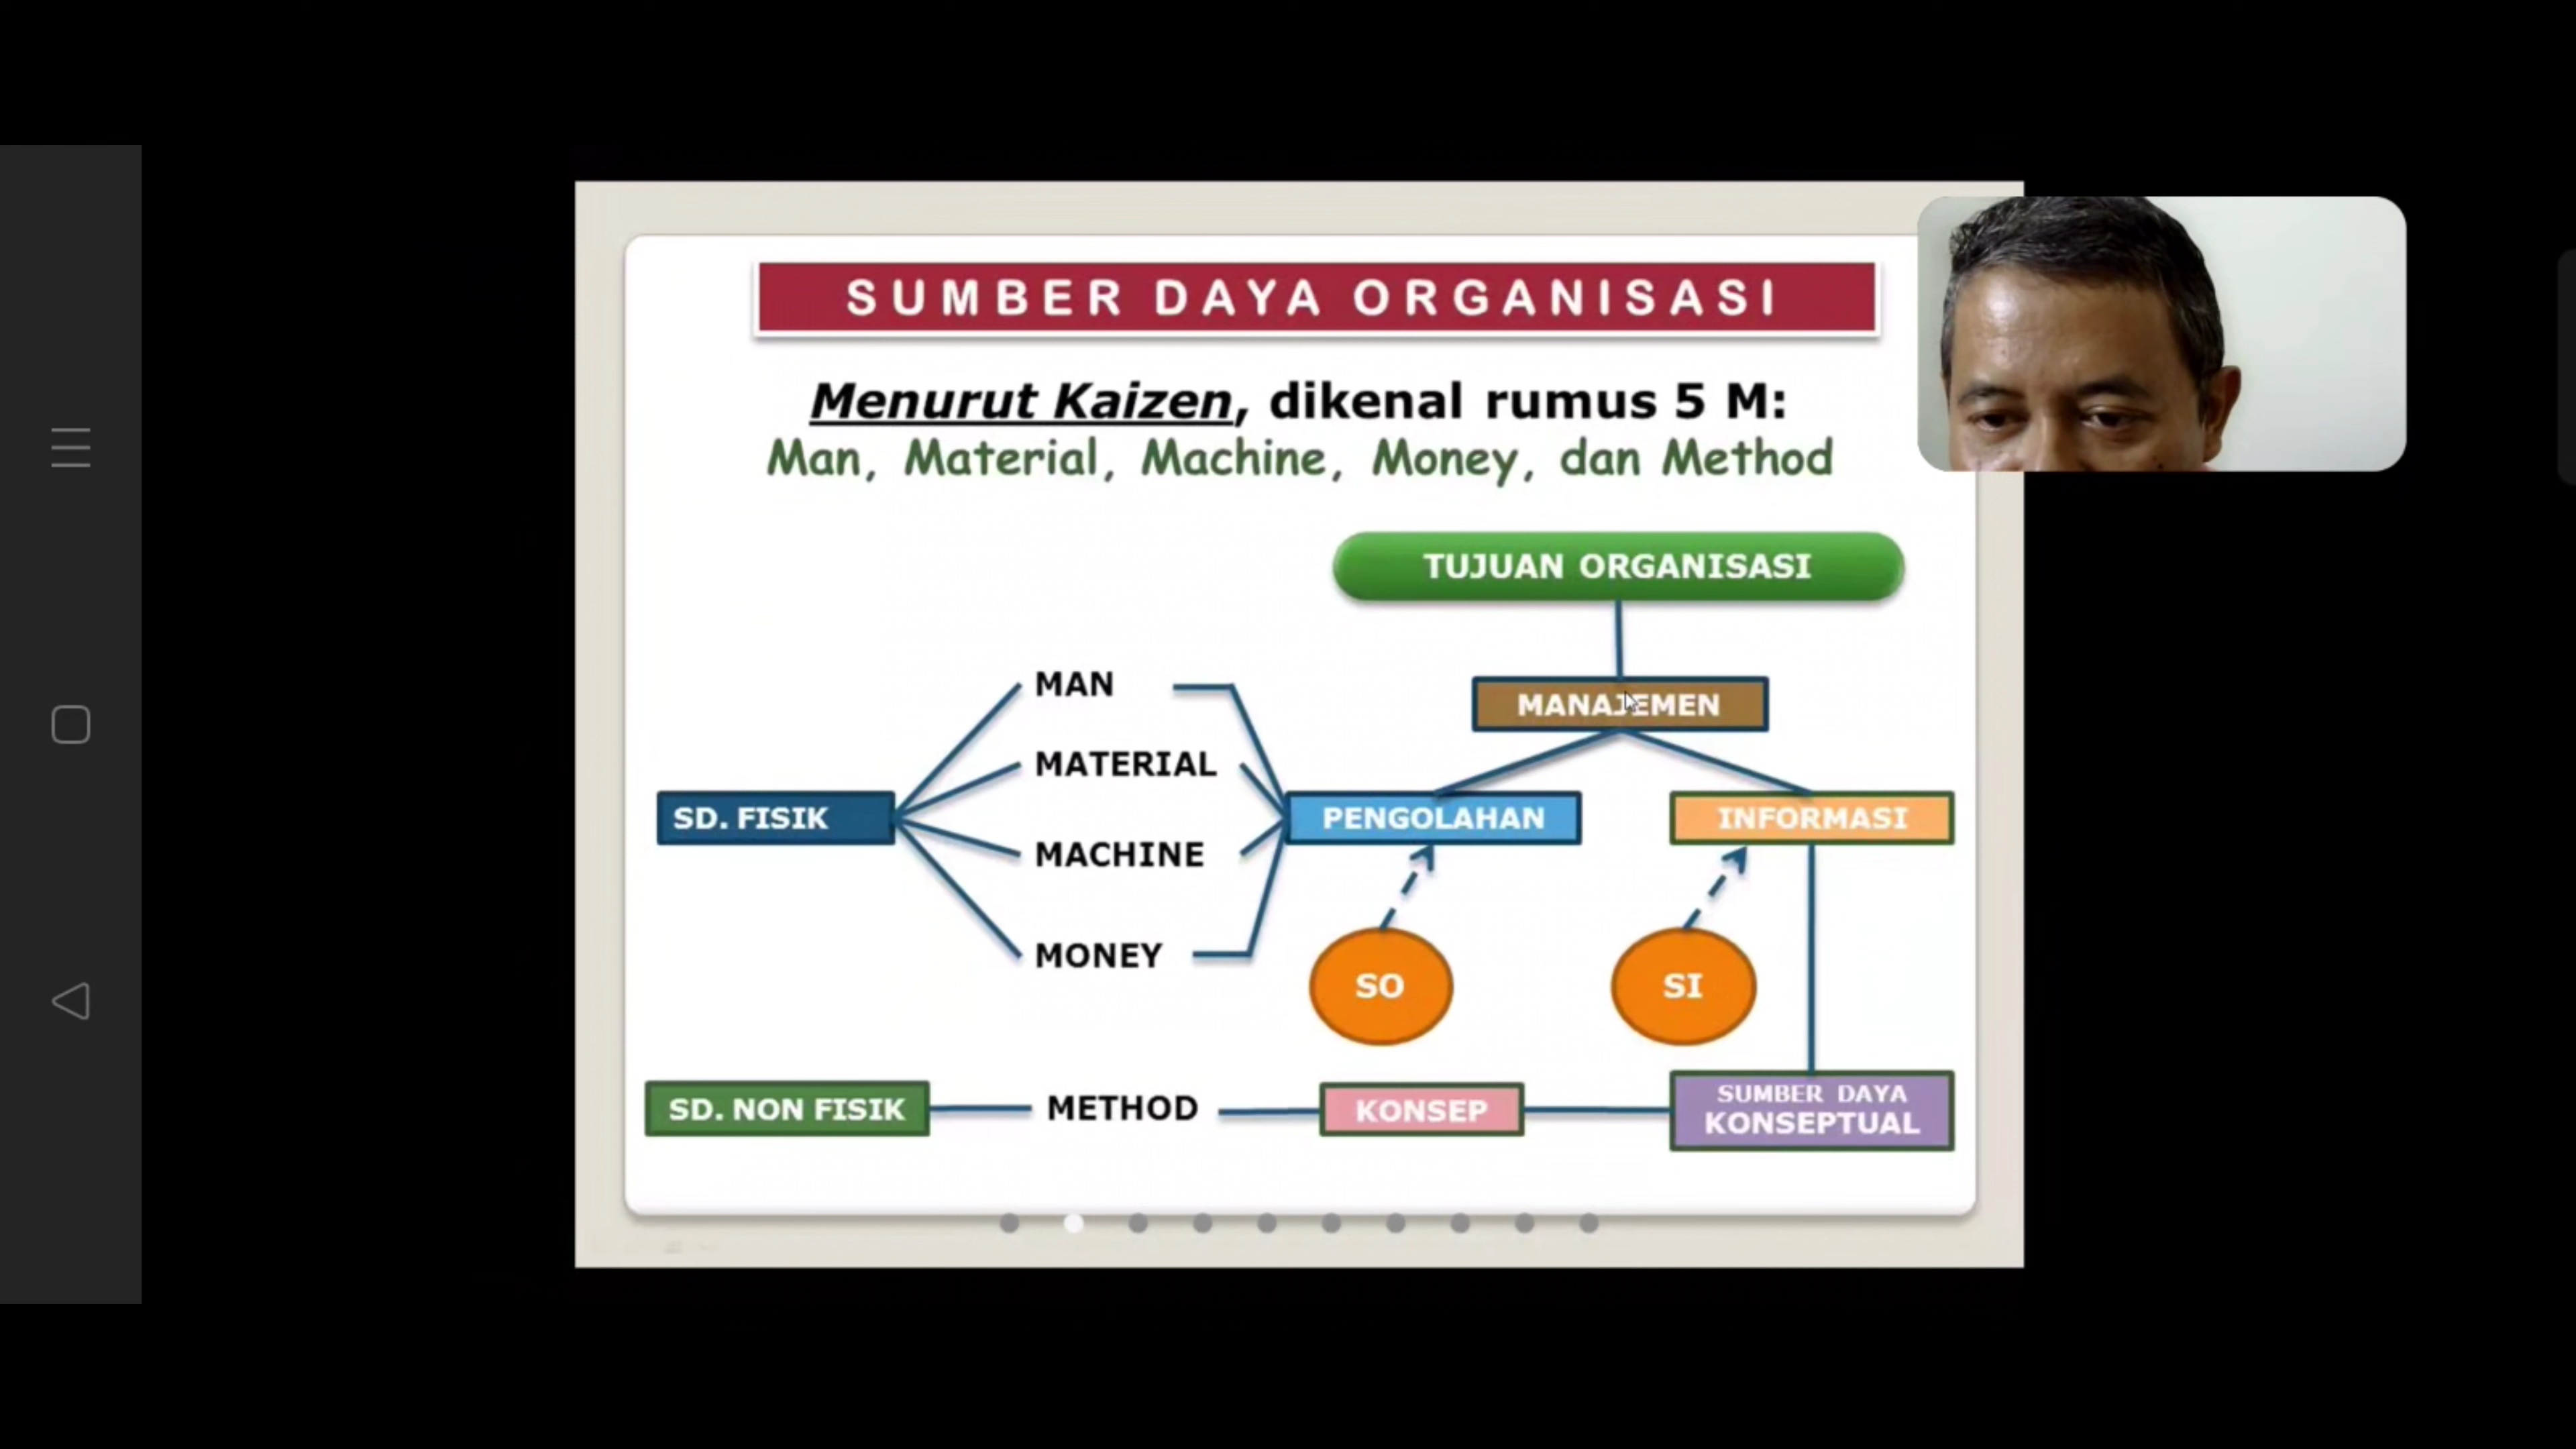 SUMBER DAYA ORGANISASI
Menurut Kaizen, dikenal rumus 5 M:
Man, Material, Machine, Money, dan Method
TUJUAN ORGANISASI
MANAJEMEN
MAN
MATERIAL
MACHINE
MONEY
SD. FISIK
PENGOLAHAN
INFORMASI
SO
SI
SD. NON FISIK
METHOD
KONSEP
SUMBER DAYA
KONSEPTUAL